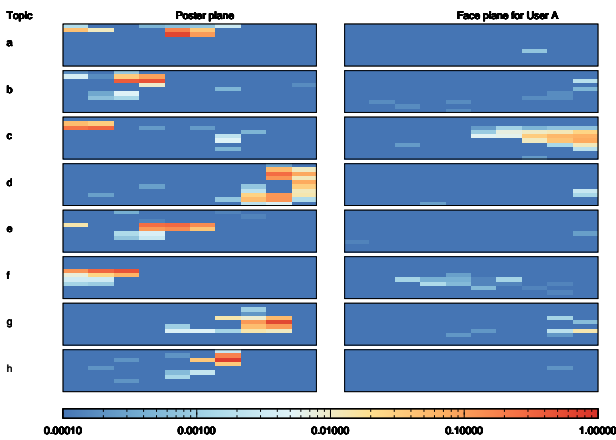 Topic Poster plane Face plane for User A
a
b
c
d
e
f
g
h
0.00010 0.00100 0.01000 0.10000 1.00000